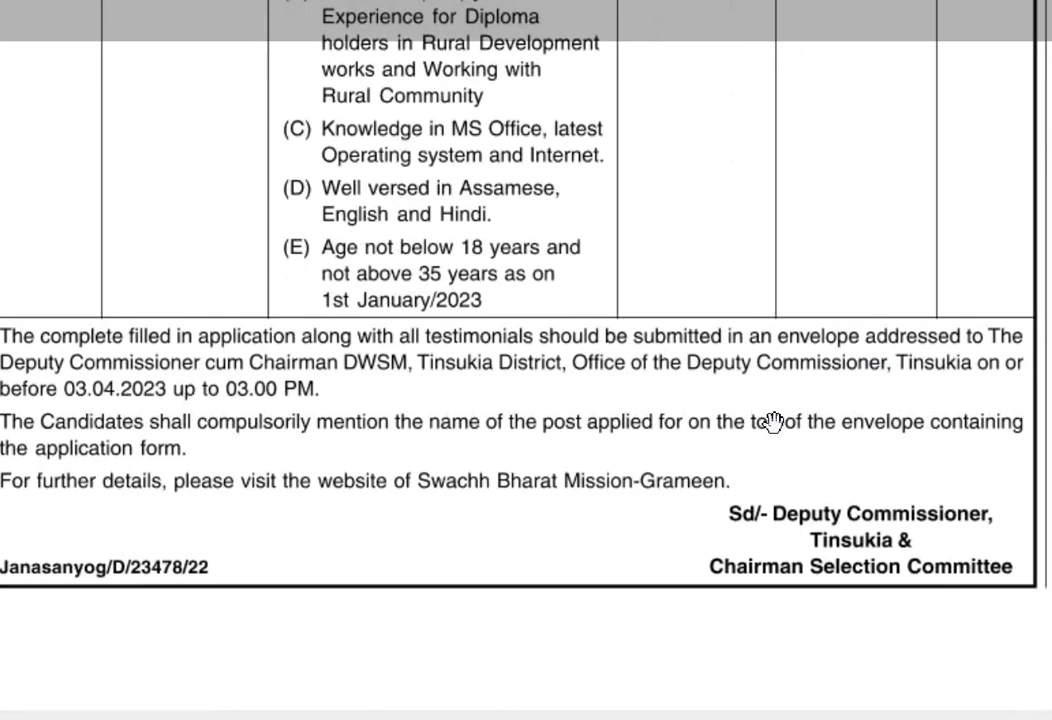 Experience for Diploma
holders in Rural Development
works and Working with
Rural Community
(C) Knowledge in MS Office, latest
Operating system and Internet.
(D) Well versed in Assamese,
English and Hindi.
(E) Age not below 18 years and
not above 35 years as on
1st January/2023
The complete filled in application along with all testimonials should be submitted in an envelope addressed to The
Deputy Commissioner cum Chairman DWSM, Tinsukia District, Office of the Deputy Commissioner, Tinsukia on or
before 03.04.2023 up to 03.00 PM.
The Candidates shall compulsorily mention the name of the post applied for on the of the envelope containing
the application form.
For further details, please visit the website of Swachh Bharat Mission-Grameen.
Sd/- Deputy Commissioner,
Tinsukia &
Chairman Selection Committee
Janasanyog/D/23478/22